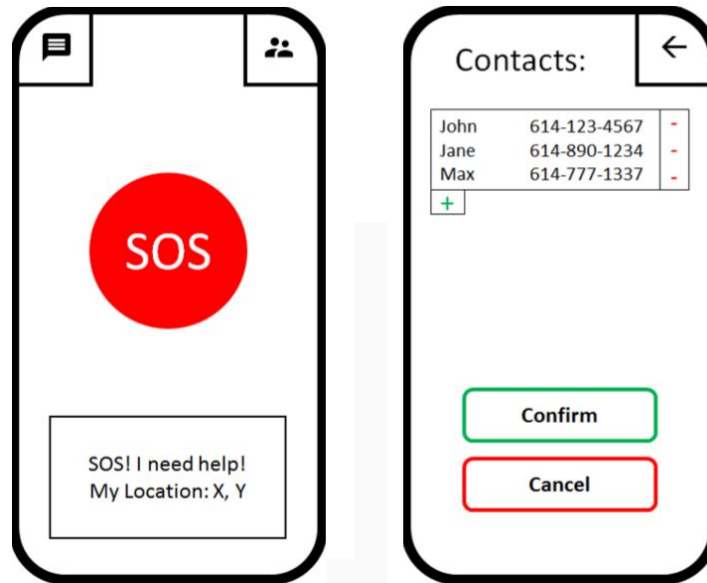 SOS
SOS! I need help!
My Location: X, Y
Contacts:
John 614-123-4567 -
Jane 614-890-1234 -
Max 614-777-1337 -
+
Confirm
Cancel